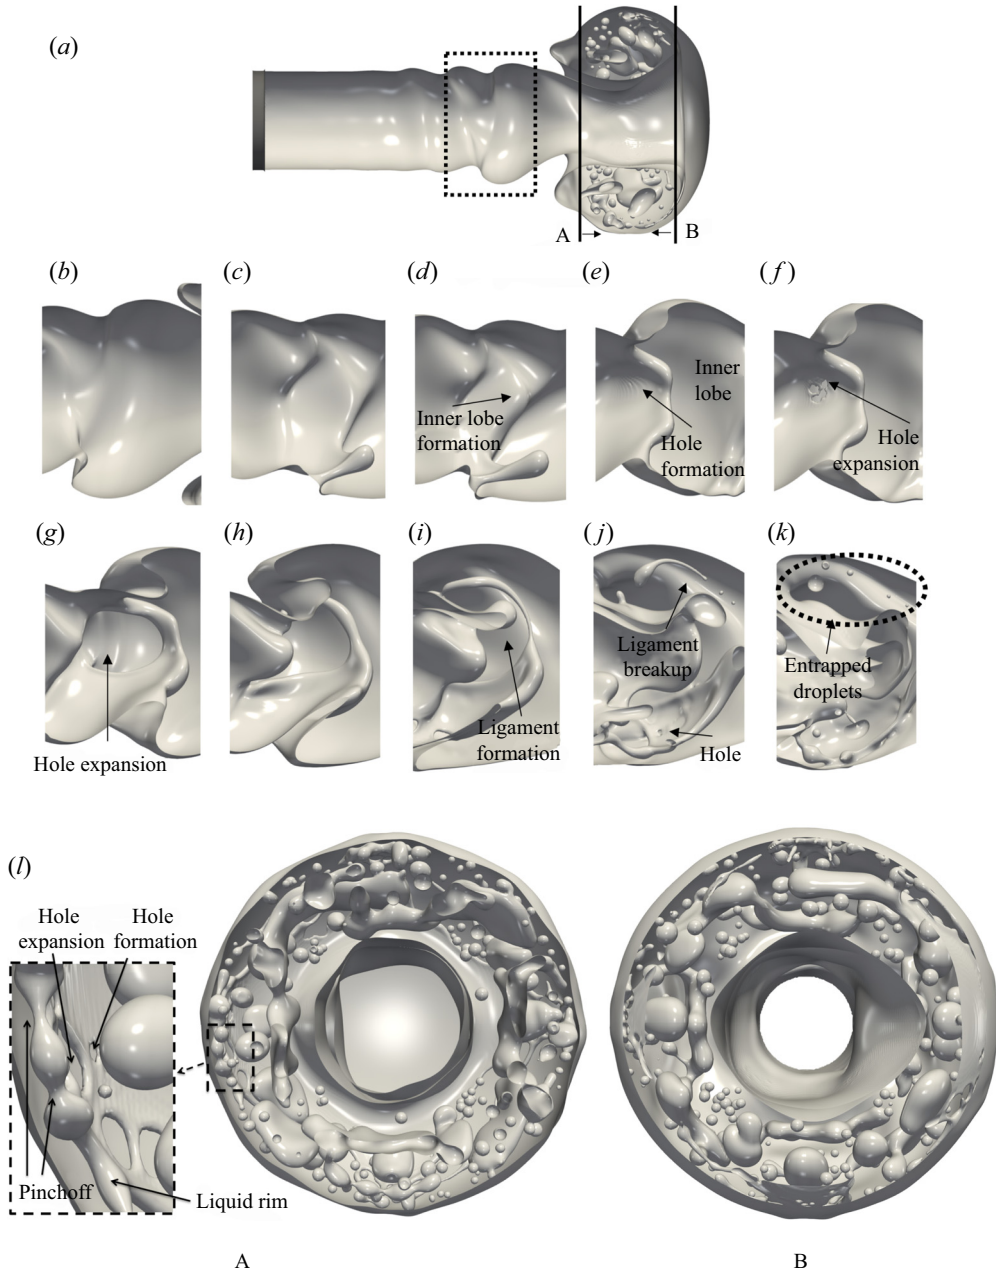 (a)
A
B
(b)
(c)
(d)
(e)
(f)
Inner lobe
formation
Hole
formation
Inner
lobe
Hole
expansion
(g)
(h)
(i)
(j)
(k)
Hole expansion
Ligament
formation
Ligament
breakup
Hole
Entrapped
droplets
(l)
Hole
expansion
Hole
formation
Pinchoff
Liquid rim
A
B